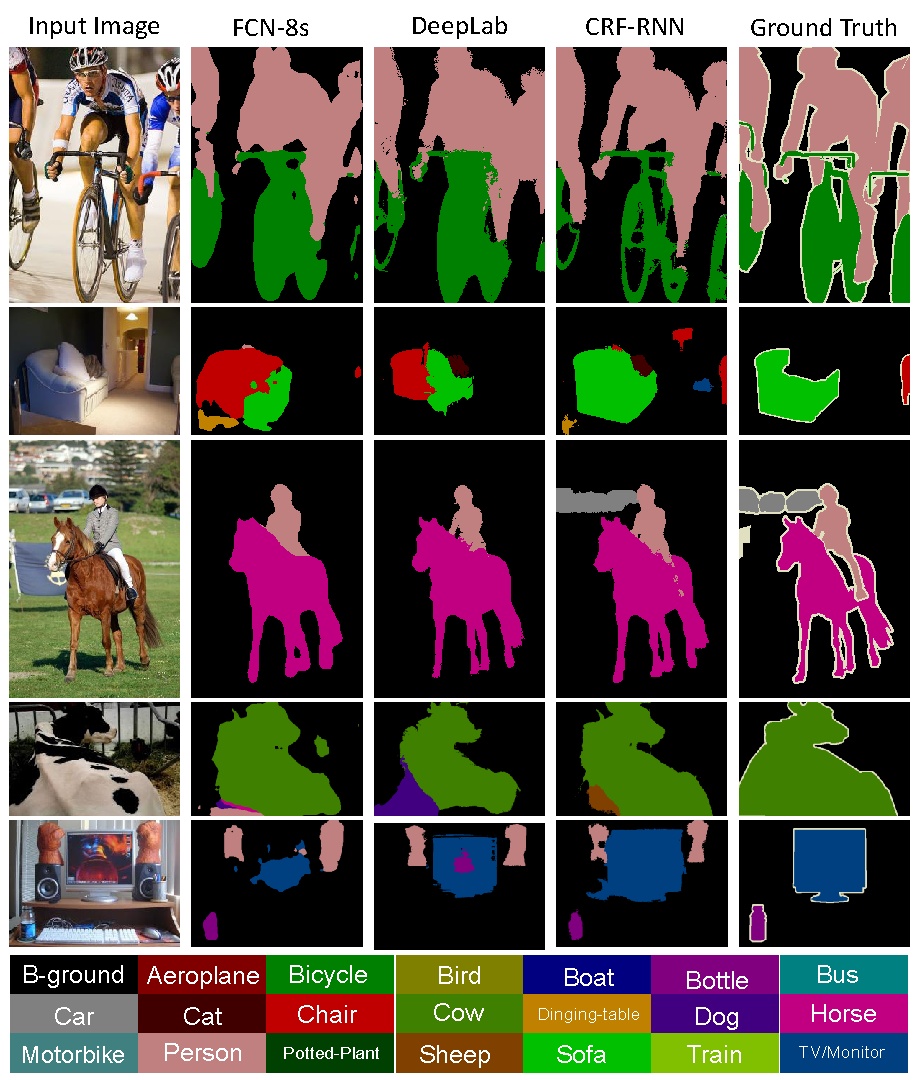 Input Image FCN-8s DeepLab CRF-RNN Ground Truth
B-ground Aeroplane Bicycle Bird Boat Bottle Bus
Car Cat Chair Cow Dinging-table Dog Horse
Motorbike Person Potted-Plant Sheep Sofa Train TV/Monitor